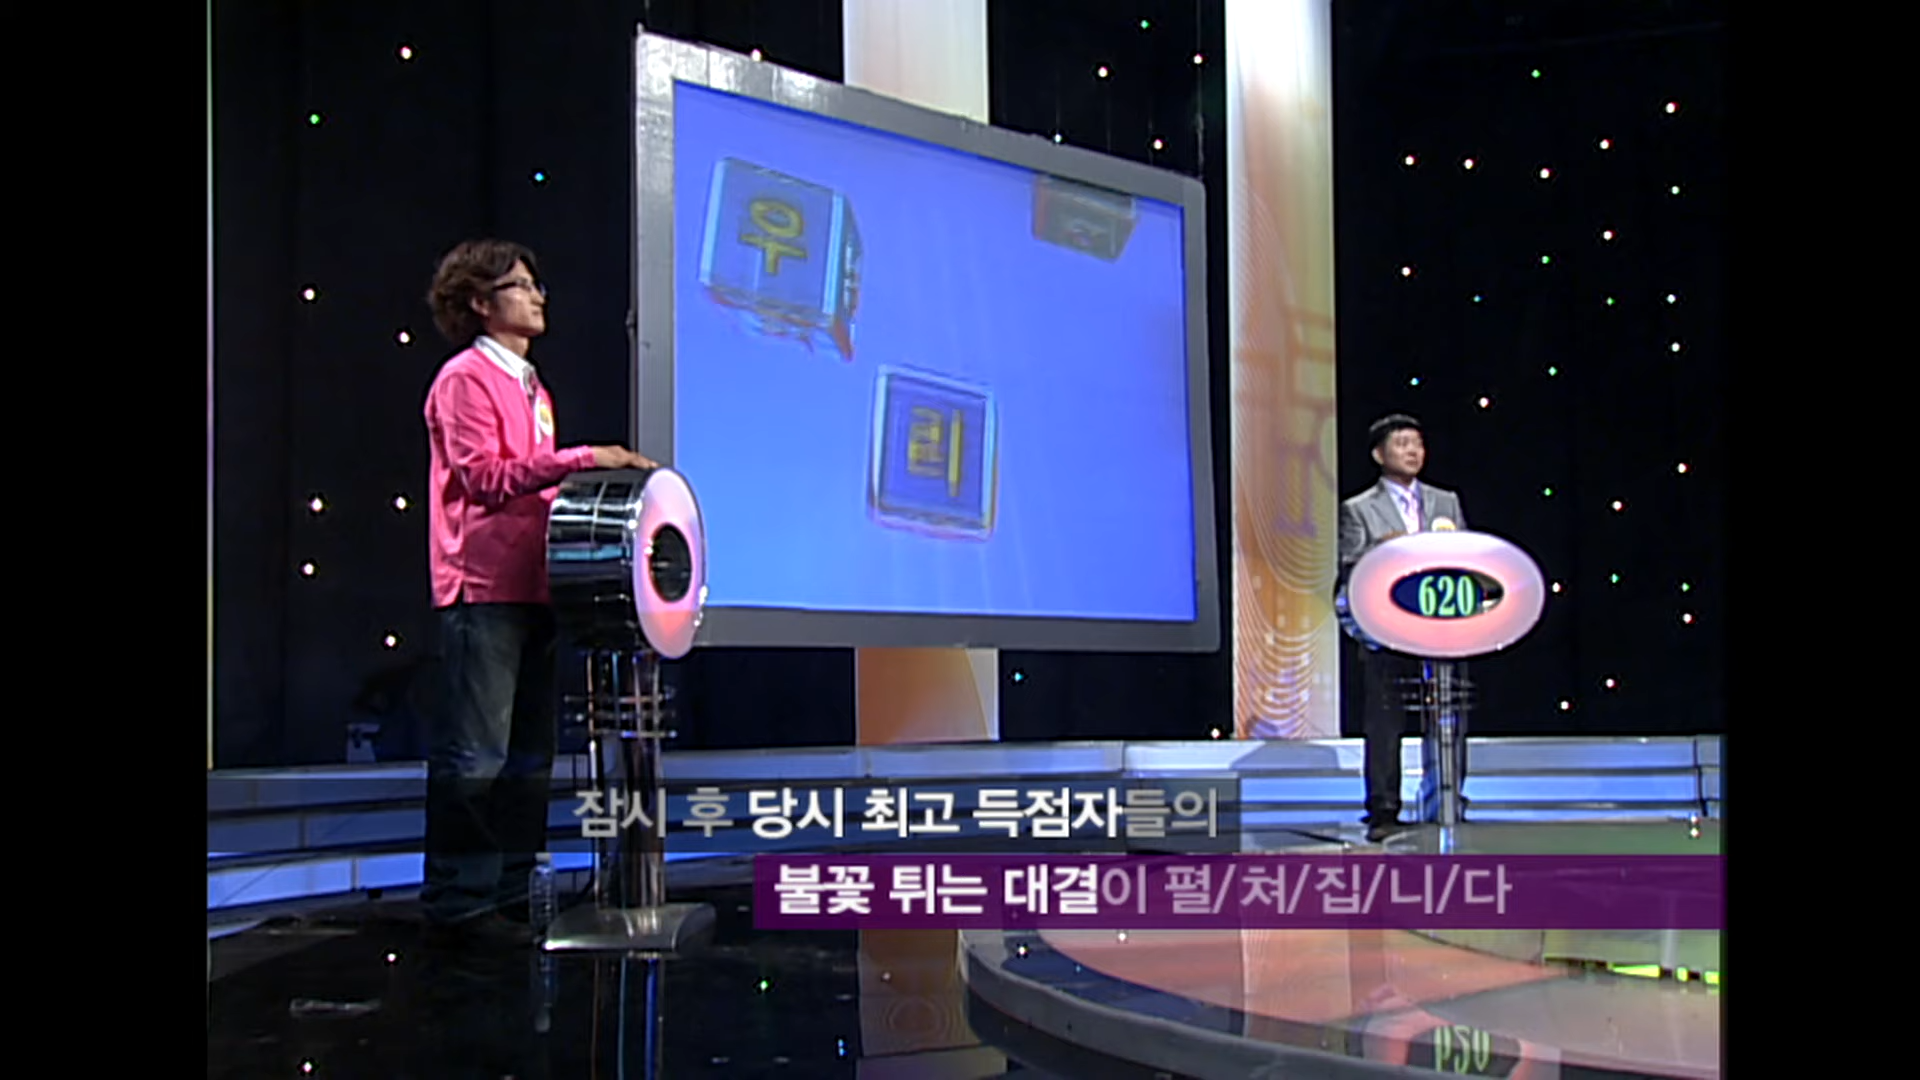 우
리
620
잠시 후 당시 최고 득점자들의
불꽃 튀는 대결이 펼/쳐/집/니/다